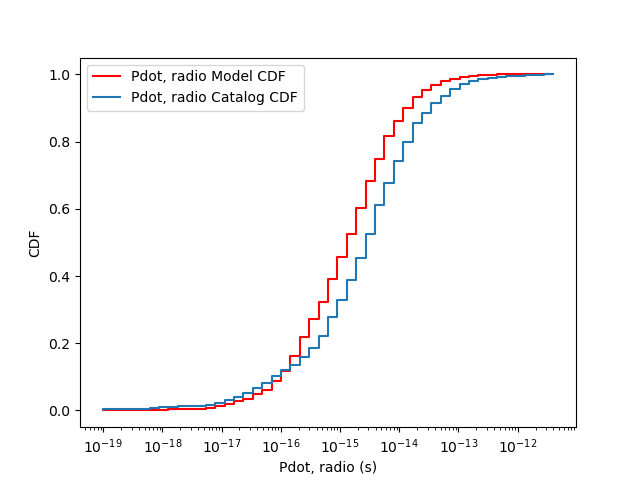 Pdot, radio Model CDF
Pdot, radio Catalog CDF
1.0
0.8
0.6
0.4
0.2
0.0
CDF
10⁻¹⁹ 10⁻¹⁸ 10⁻¹⁷ 10⁻¹⁶ 10⁻¹⁵ 10⁻¹⁴ 10⁻¹³ 10⁻¹²
Pdot, radio (s)